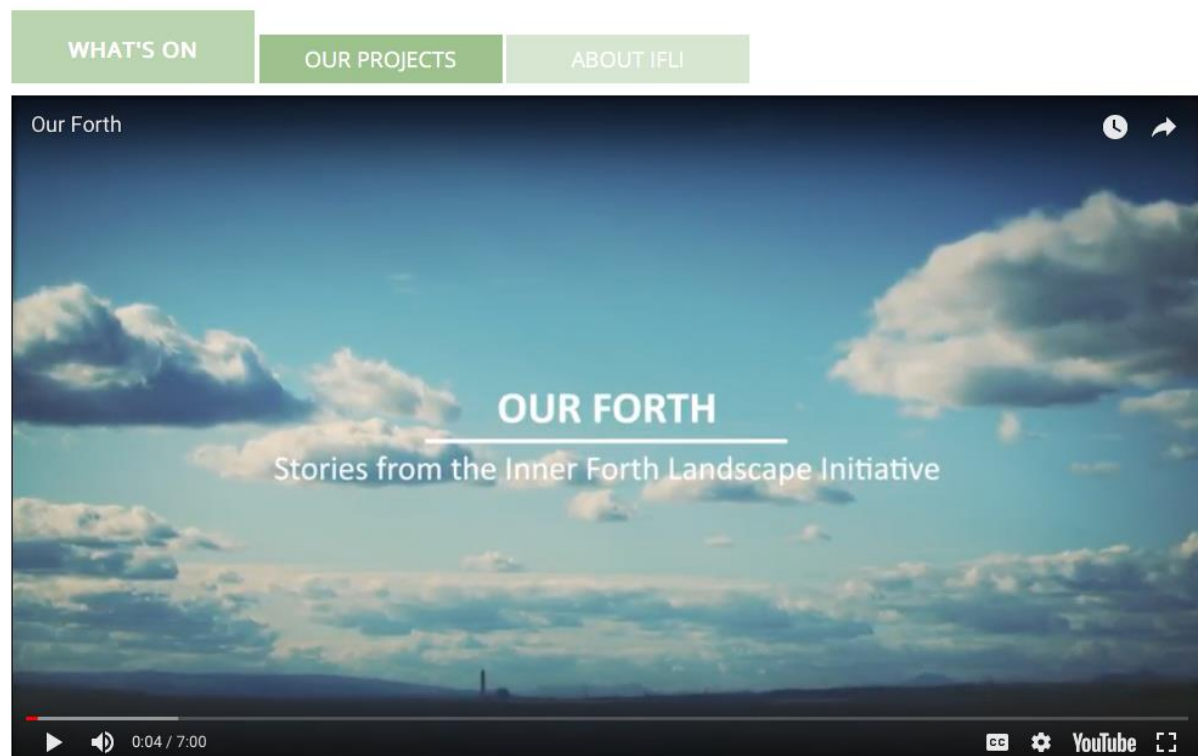 WHAT'S ON
OUR PROJECTS
ABOUT IFLI
Our Forth
OUR FORTH
Stories from the Inner Forth Landscape Initiative
0:04 / 7:00
CC
YouTube